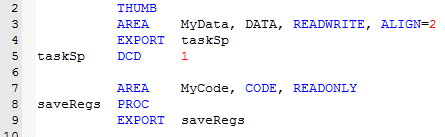 2 THUMB
3 AREA MyData, DATA, READWRITE, ALIGN=2
4 EXPORT taskSp
5 taskSp DCD 1
6
7 AREA MyCode, CODE, READONLY
8 saveRegs PROC
9 EXPORT saveRegs
10